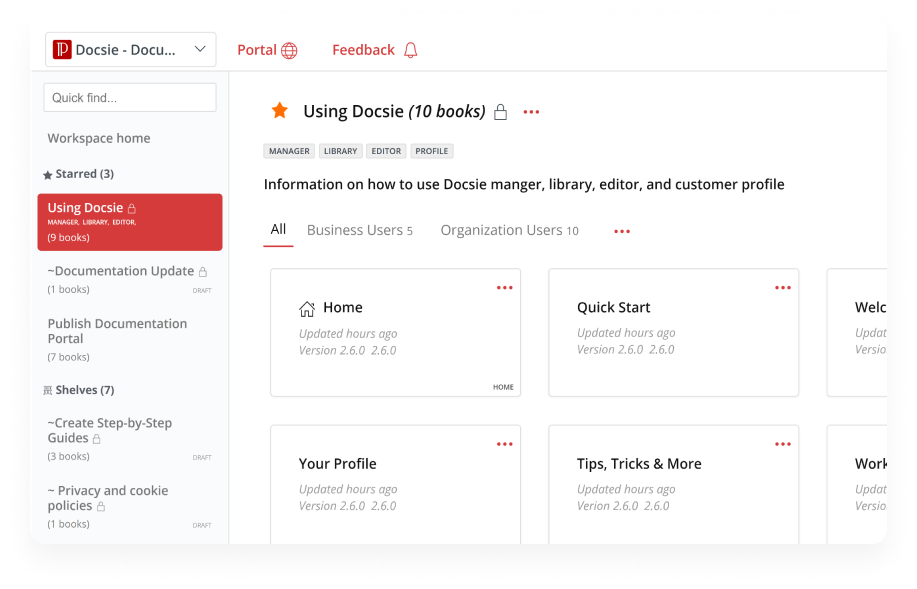 Docsie - Docu...
Portal
Feedback
Quick find...
Workspace home
Starred (3)
Using Docsie
MANAGER, LIBRARY, EDITOR,
(9 books)
~Documentation Update
(1 books)
DRAFT
Publish Documentation
Portal
(7 books)
Shelves (7)
~Create Step-by-Step
Guides
(3 books)
DRAFT
~ Privacy and cookie
policies
(1 books)
DRAFT
Using Docsie (10 books)
MANAGER LIBRARY EDITOR PROFILE
Information on how to use Docsie manger, library, editor, and customer profile
All Business Users 5 Organization Users 10
Home
Updated hours ago
Version 2.6.0 2.6.0
HOME
Quick Start
Updated hours ago
Version 2.6.0 2.6.0
Welc
Updat
Versio
Your Profile
Updated hours ago
Version 2.6.0 2.6.0
Tips, Tricks & More
Updated hours ago
Verion 2.6.0 2.6.0
Work
Updat
Versio